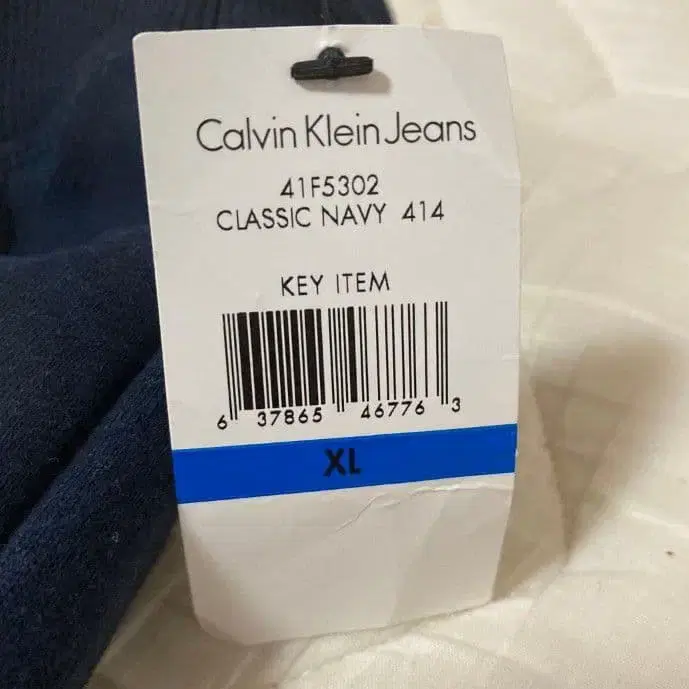 Calvin Klein Jeans
41F5302
CLASSIC NAVY 414
KEY ITEM
6 37865 46776 3
XL